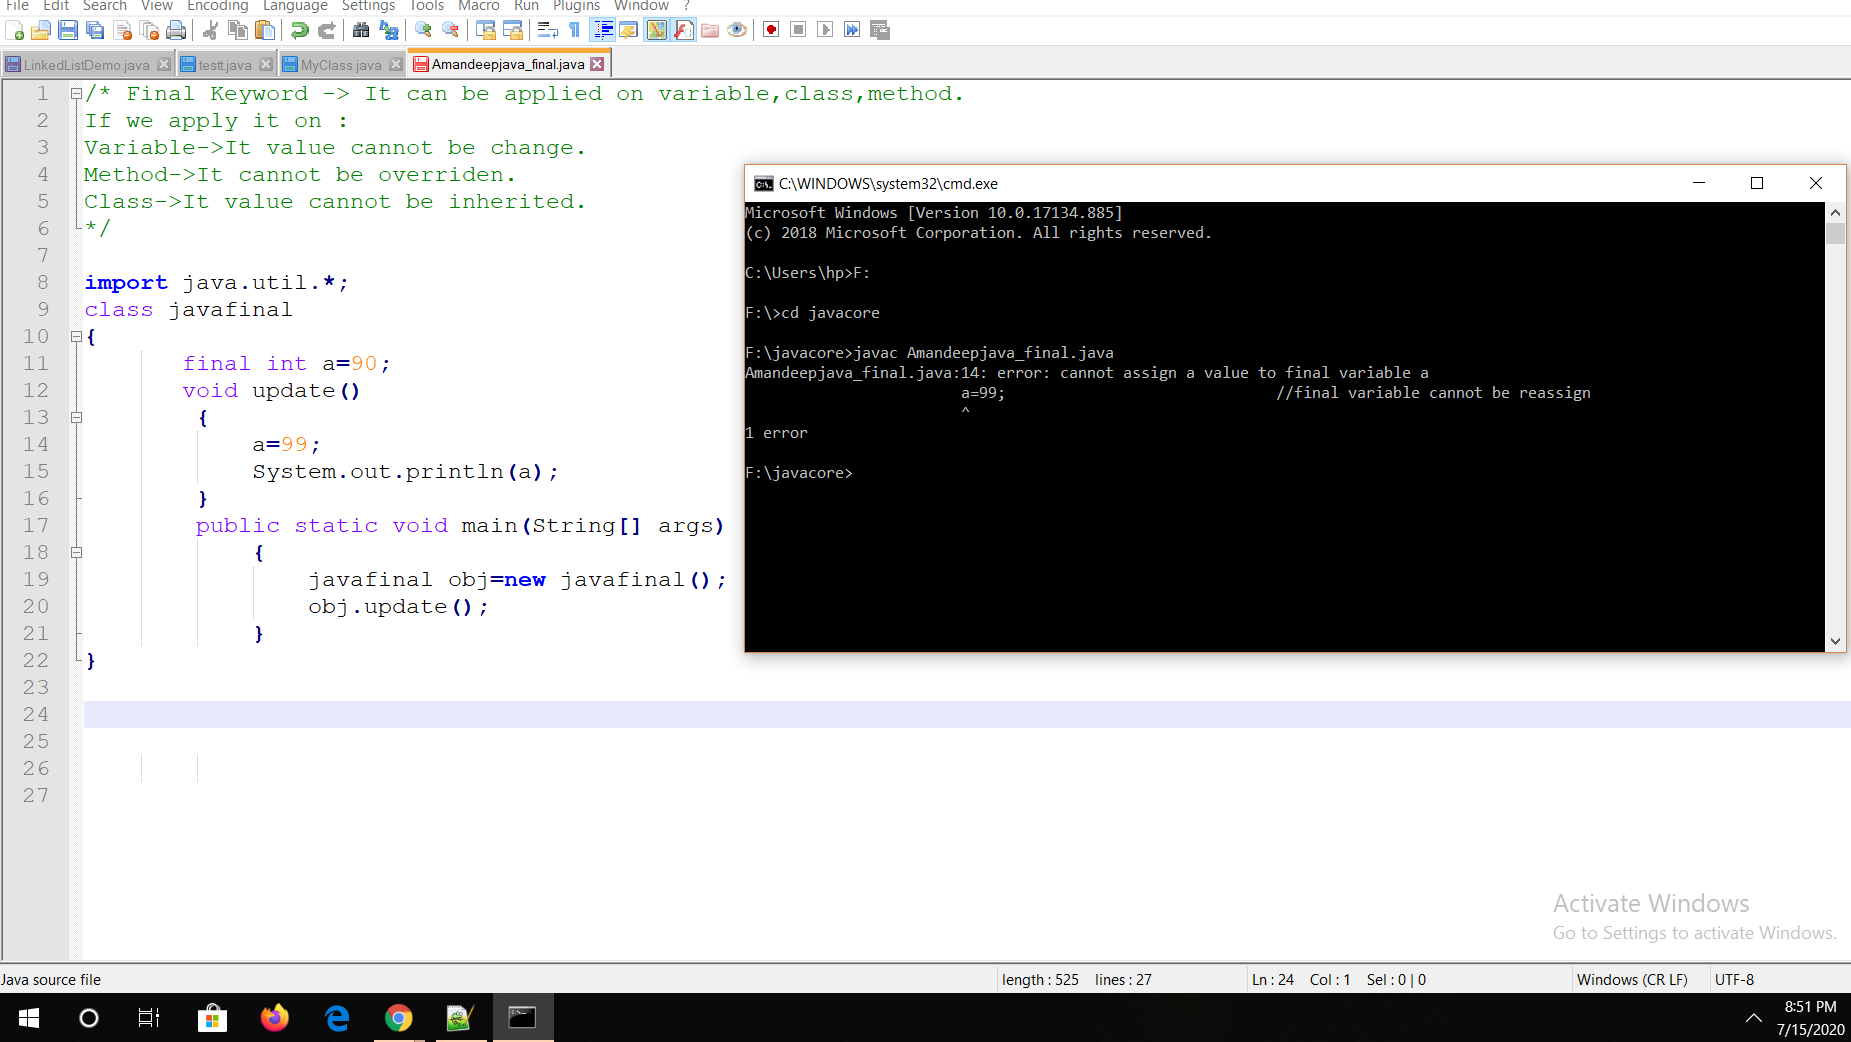 File Edit Search View Encoding Language Settings Tools Macro Run Plugins Window ?
LinkedListDemo.java testt.java MyClass.java Amandeepjava_final.java
1 /* Final Keyword -> It can be applied on variable,class,method.
2 If we apply it on :
3 Variable->It value cannot be change.
4 Method->It cannot be overriden.
5 Class->It value cannot be inherited.
6 */
7
8 import java.util.*;
9 class javafinal
10 {
11 final int a=90;
12 void update()
13 {
14 a=99;
15 System.out.println(a);
16 }
17 public static void main(String[] args)
18 {
19 javafinal obj=new javafinal();
20 obj.update();
21 }
22 }
23
24
25
26
27
C:\WINDOWS\system32\cmd.exe
Microsoft Windows [Version 10.0.17134.885]
(c) 2018 Microsoft Corporation. All rights reserved.
C:\Users\hp>F:
F:\>cd javacore
F:\javacore>javac Amandeepjava_final.java
Amandeepjava_final.java:14: error: cannot assign a value to final variable a
a=99; //final variable cannot be reassign
^
1 error
F:\javacore>
Activate Windows
Go to Settings to activate Windows.
Java source file length : 525 lines : 27 Ln : 24 Col : 1 Sel : 0 | 0 Windows (CR LF) UTF-8
8:51 PM
7/15/2020